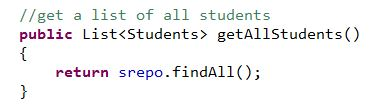 //get a list of all students
public List<Students> getAllStudents()
{
return srepo.findAll();
}